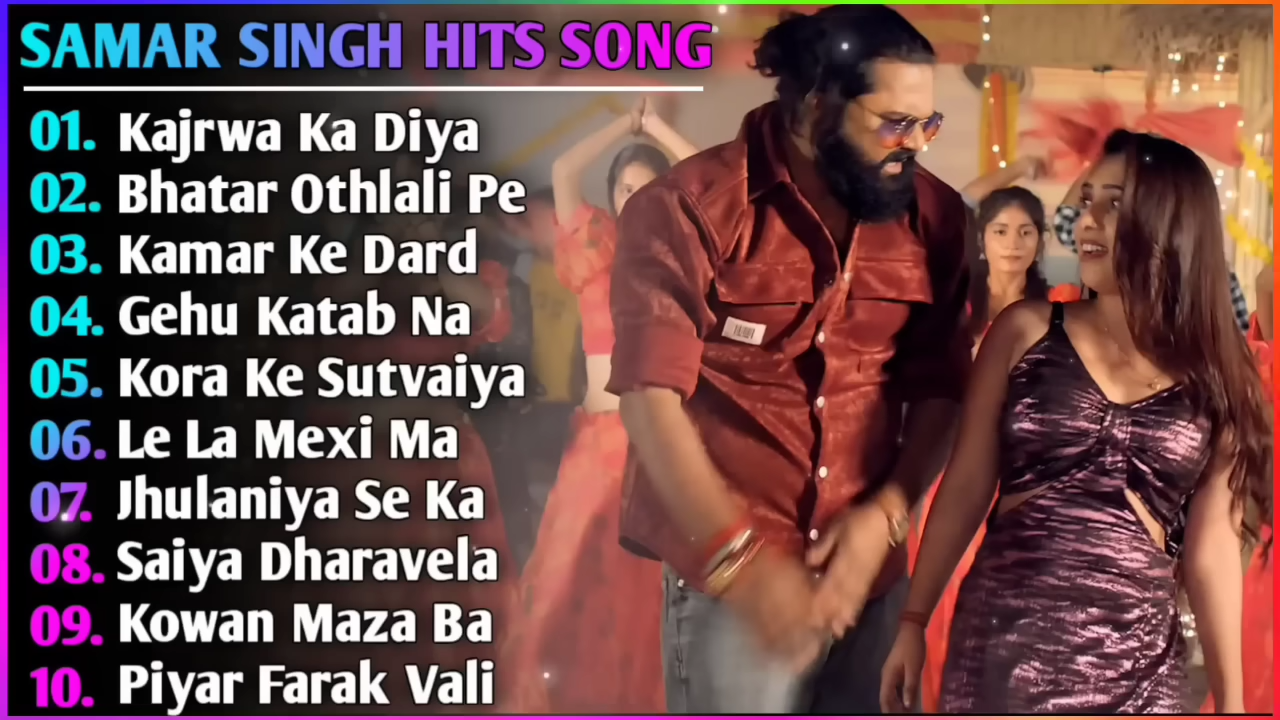 SAMAR SINGH HITS SONG
01. Kajrwa Ka Diya
02. Bhatar Othlali Pe
03. Kamar Ke Dard
04. Gehu Katab Na
05. Kora Ke Sutvaiya
06. Le La Mexi Ma
07. Jhulaniya Se Ka
08. Saiya Dharavela
09. Kowan Maza Ba
10. Piyar Farak Vali